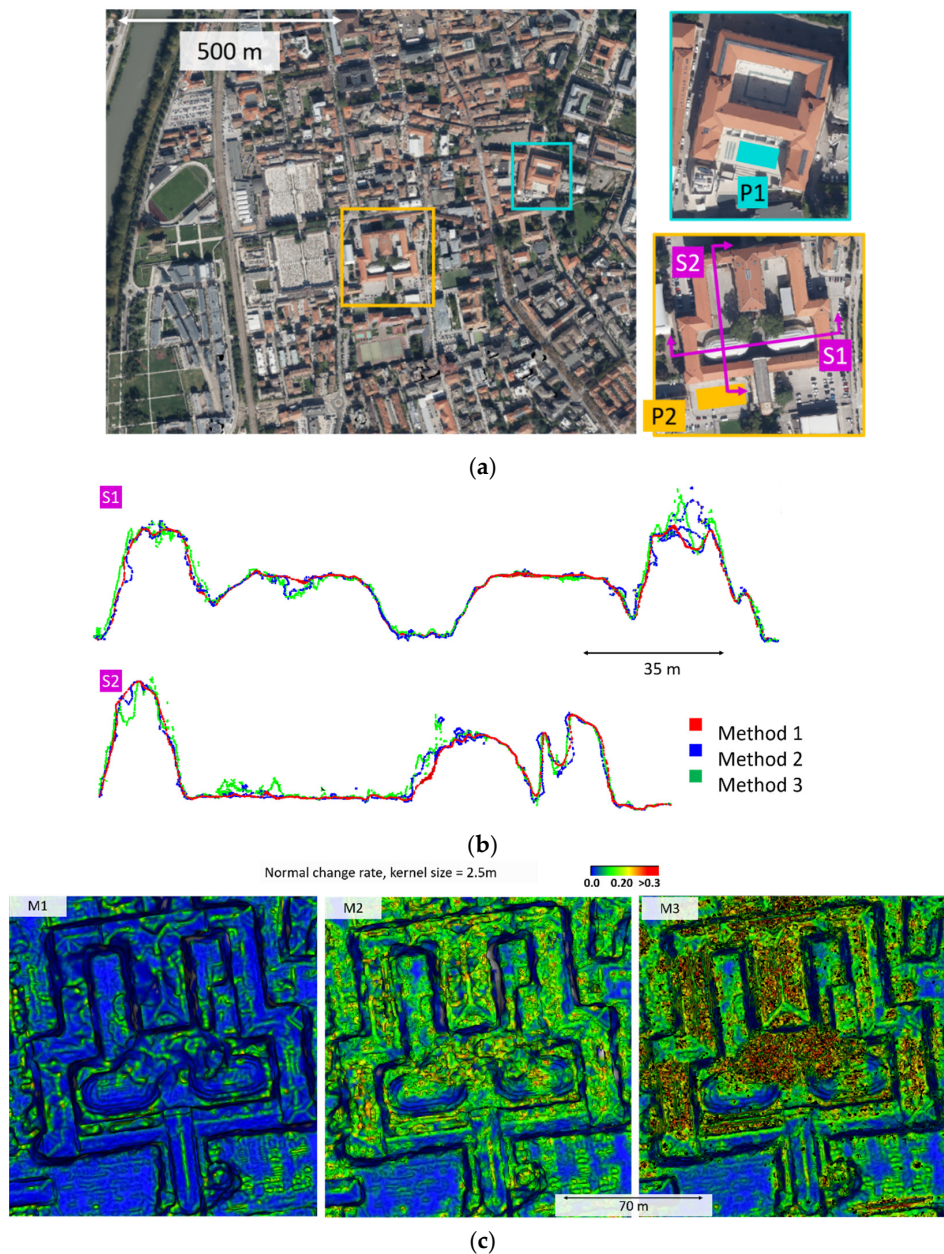 500 m
P1
S2
S1
P2
(a)
S1
35 m
S2
Method 1
Method 2
Method 3
(b)
Normal change rate, kernel size = 2.5m
0.0 0.20 >0.3
M1
M2
M3
70 m
(c)